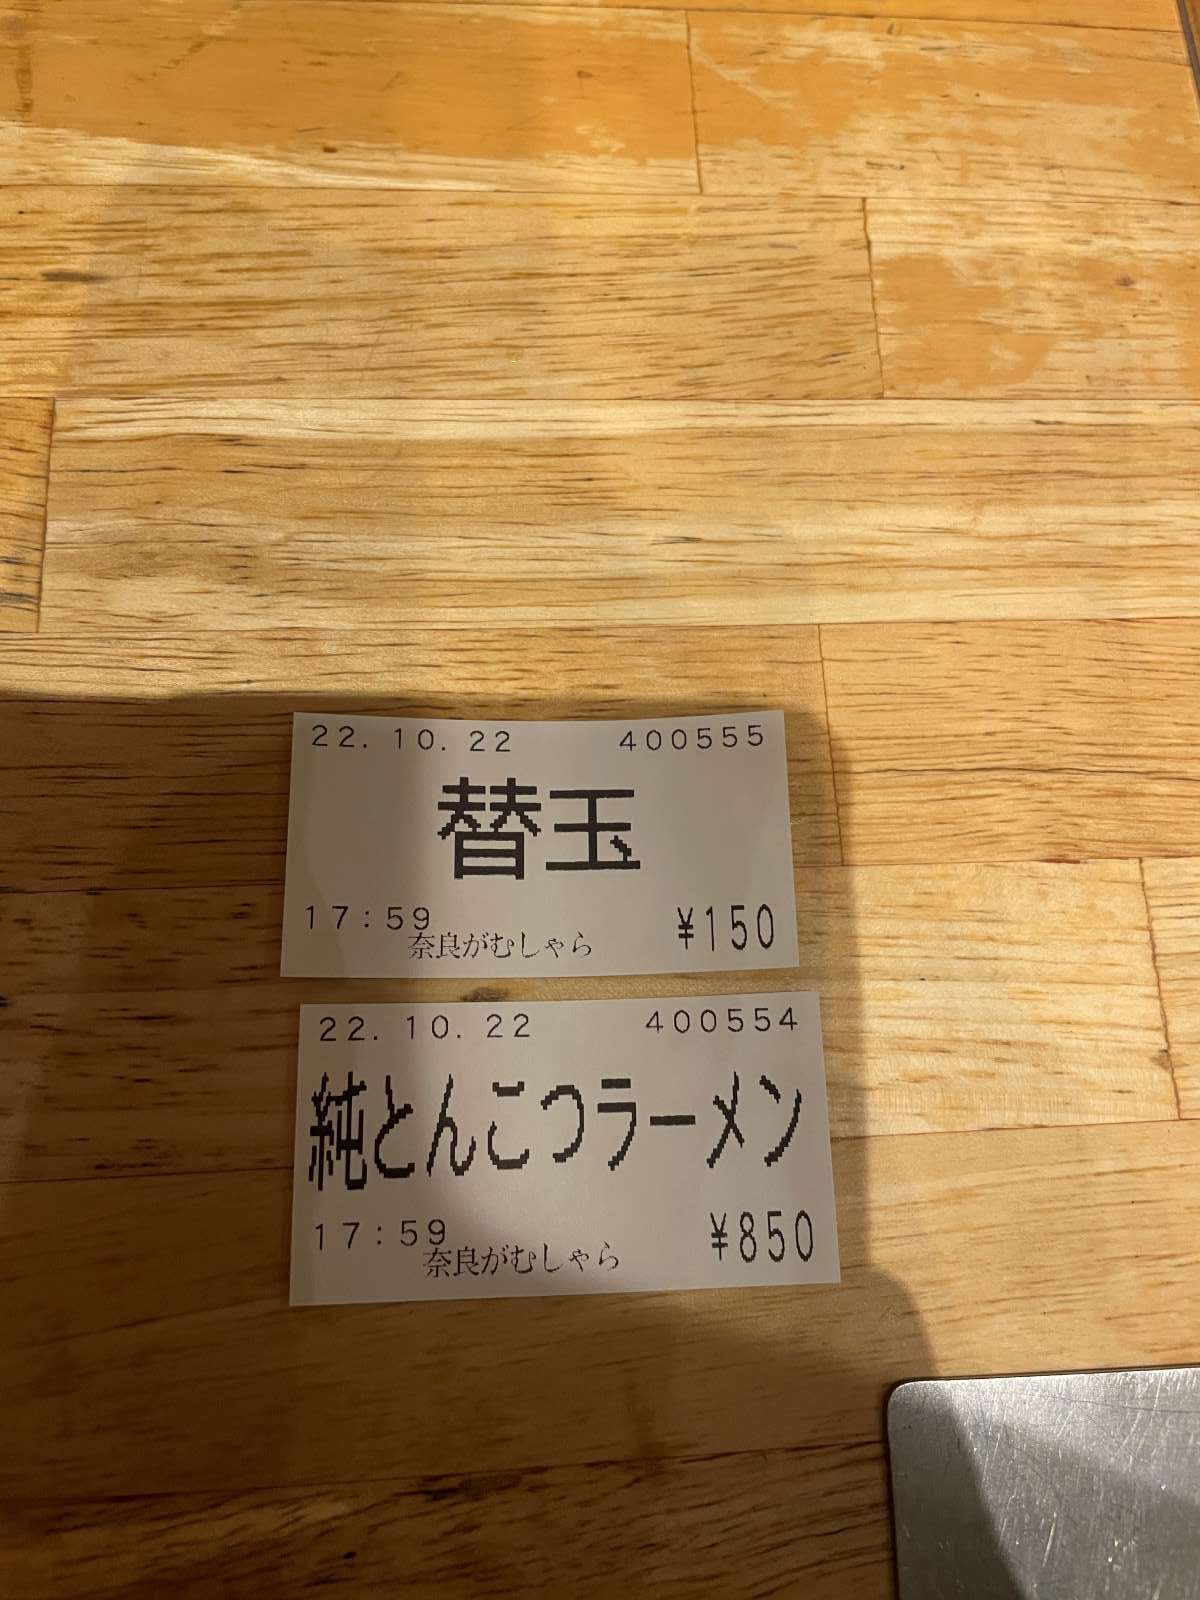 22.10.22 400555
替玉
17:59 ¥150
奈良がむしゃら
22.10.22 400554
純とんこつラーメン
17:59 ¥850
奈良がむしゃら